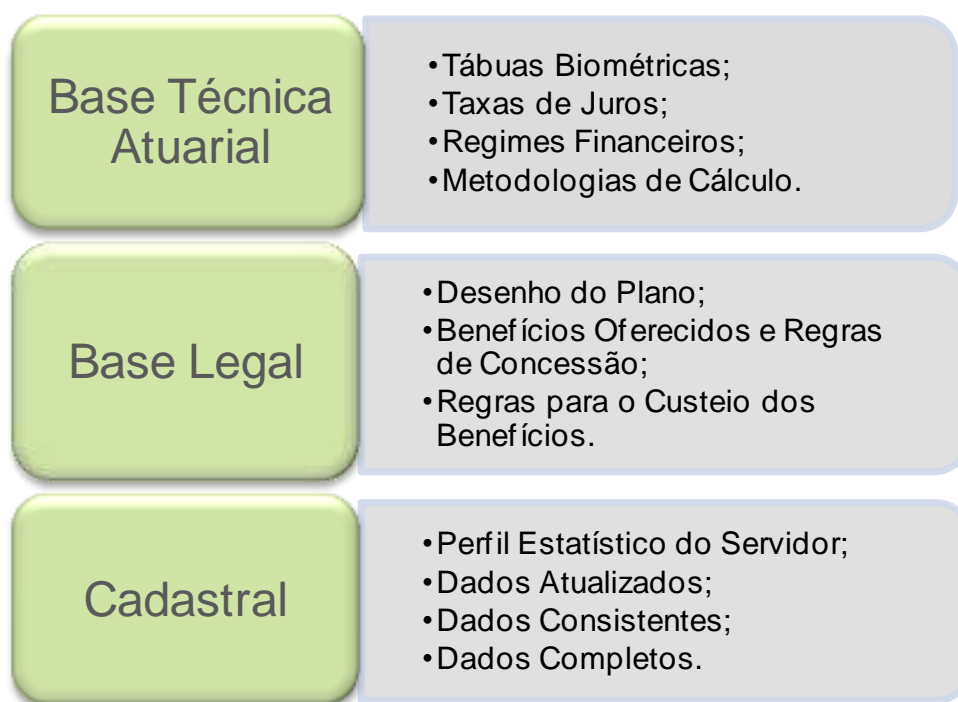 Base Técnica
Atuarial
•Tábuas Biométricas;
•Taxas de Juros;
•Regimes Financeiros;
•Metodologias de Cálculo.
Base Legal
•Desenho do Plano;
•Benefícios Oferecidos e Regras
de Concessão;
•Regras para o Custeio dos
Benefícios.
Cadastral
•Perfil Estatístico do Servidor;
•Dados Atualizados;
•Dados Consistentes;
•Dados Completos.